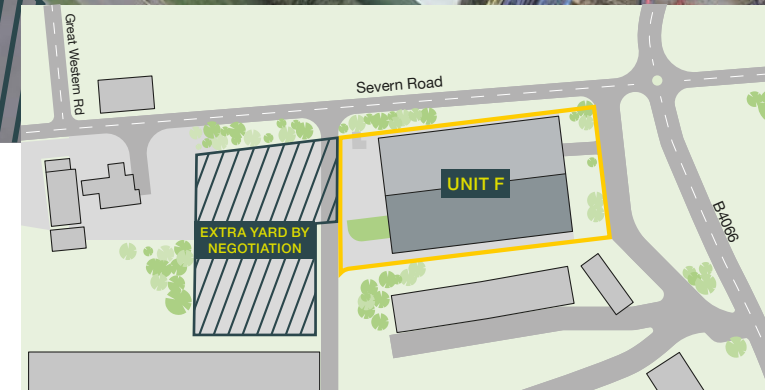 Great Western Rd
Severn Road
UNIT F
EXTRA YARD BY
NEGOTIATION
B4066